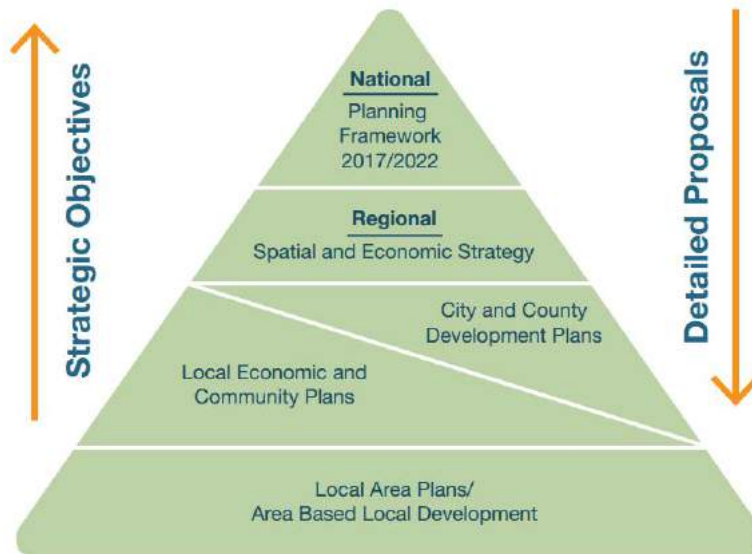 Strategic Objectives
National
Planning
Framework
2017/2022
Regional
Spatial and Economic Strategy
City and County
Development Plans
Local Economic and
Community Plans
Local Area Plans/
Area Based Local Development
Detailed Proposals